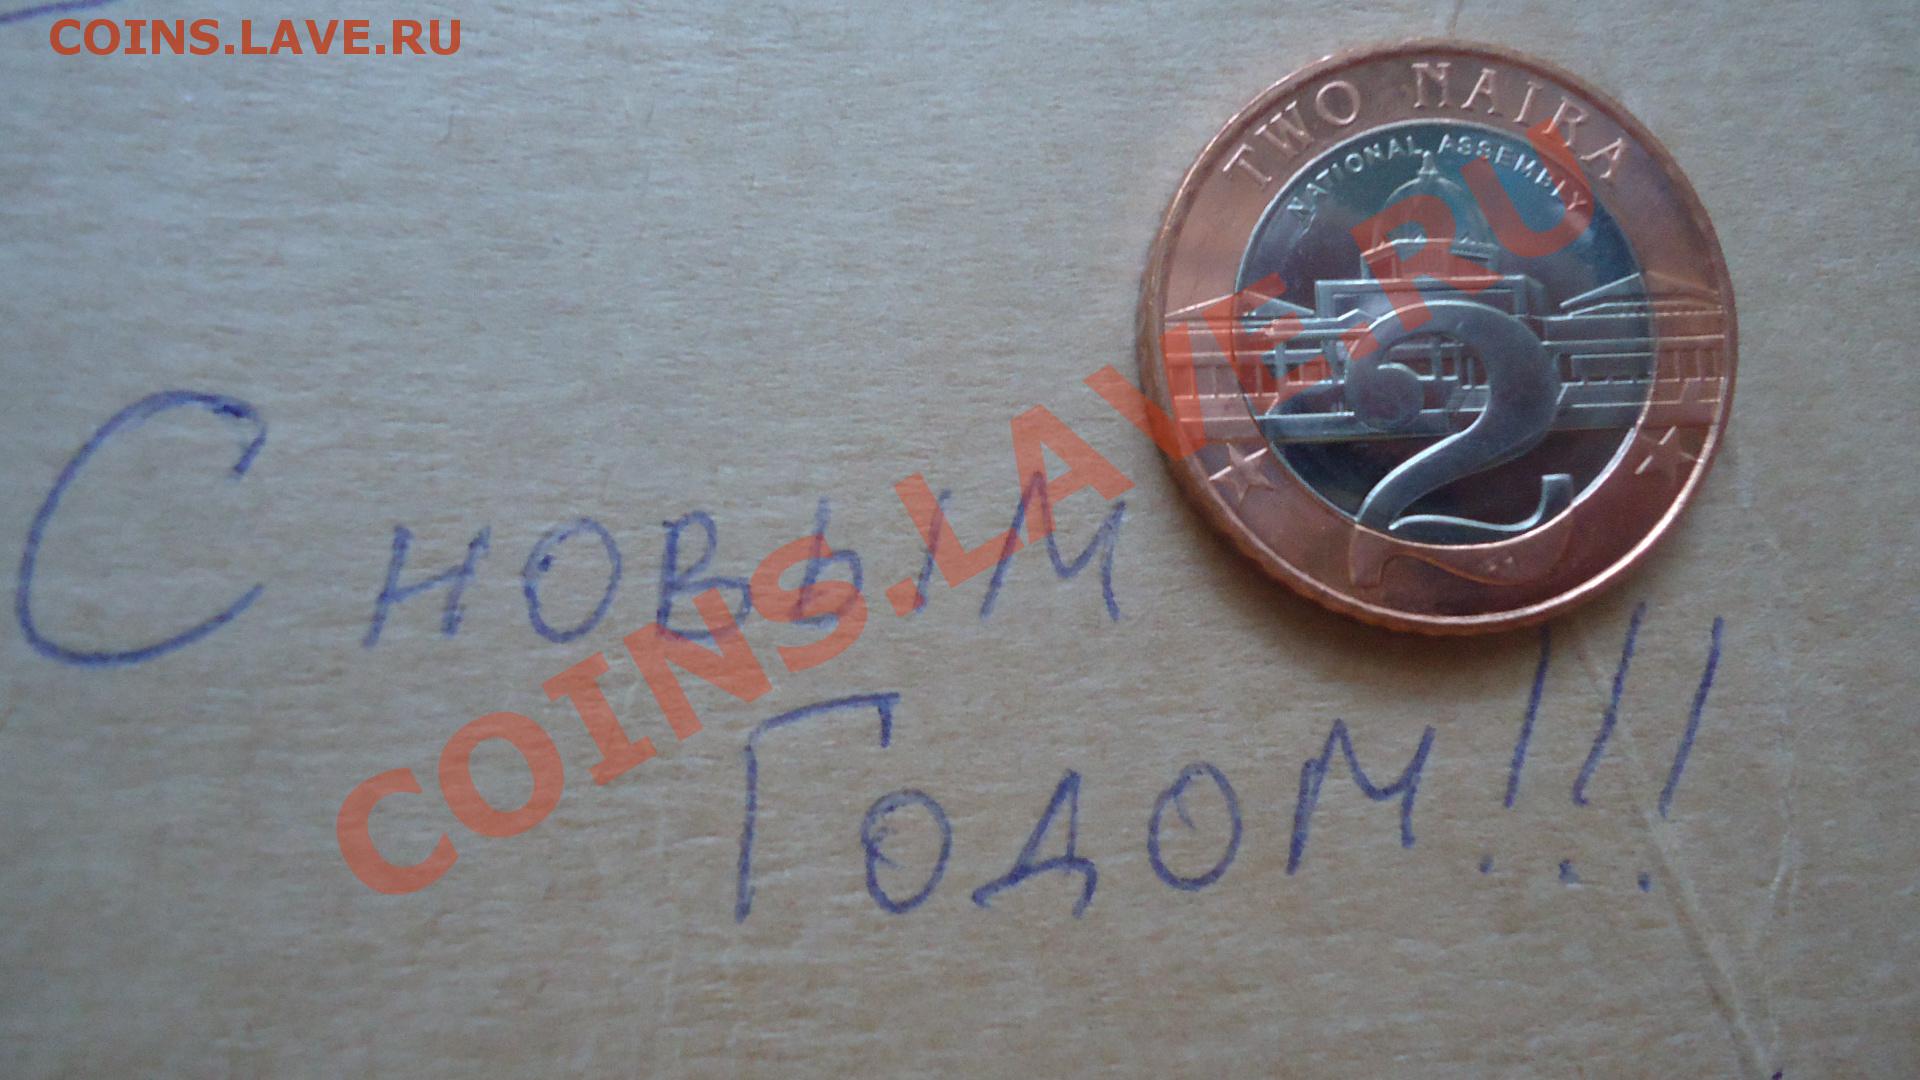 COINS.LAVE.RU
TWO NAIRA
NATIONAL ASSEMBLY
2
С новым
Годом!!!
COINS.LAVE.RU